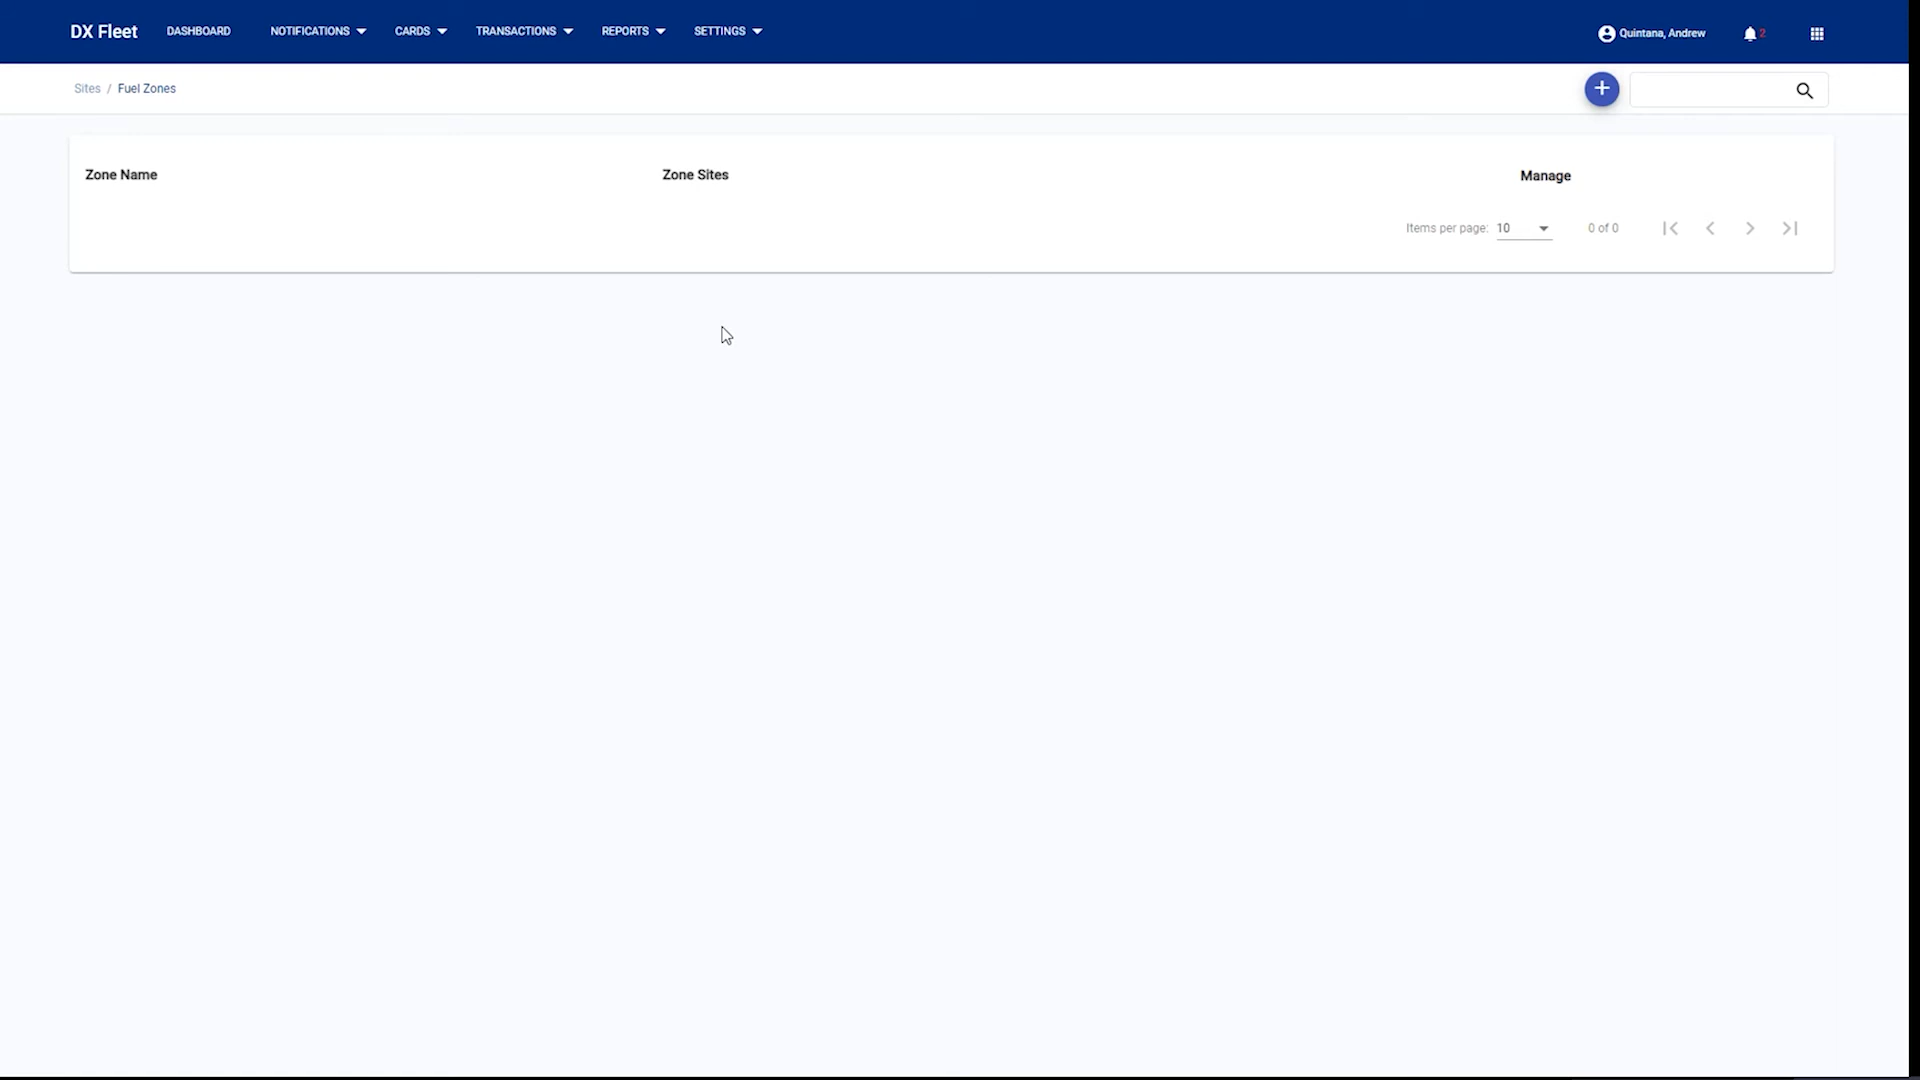 DX Fleet DASHBOARD NOTIFICATIONS CARDS TRANSACTIONS REPORTS SETTINGS Quintana, Andrew 2
Sites / Fuel Zones
Zone Name Zone Sites Manage
Items per page: 10 0 of 0